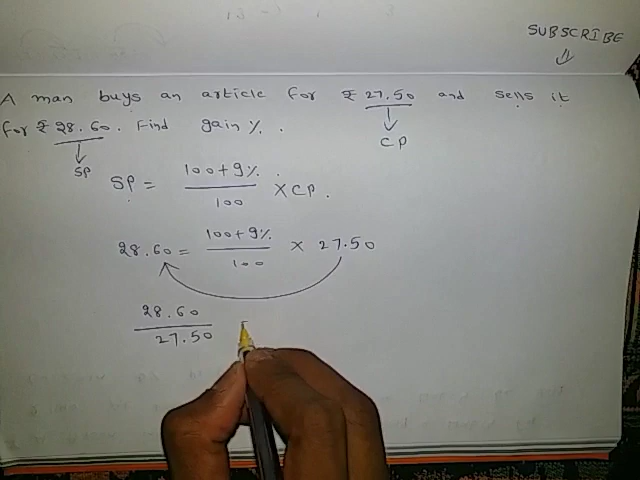 SUBSCRIBE
A man buys an article for ₹ 27.50 and sells it
for ₹ 28.60. Find gain %.
CP
SP
SP = 100+g% / 100 × CP.
28.60 = 100+g% / 100 × 27.50
28.60 / 27.50